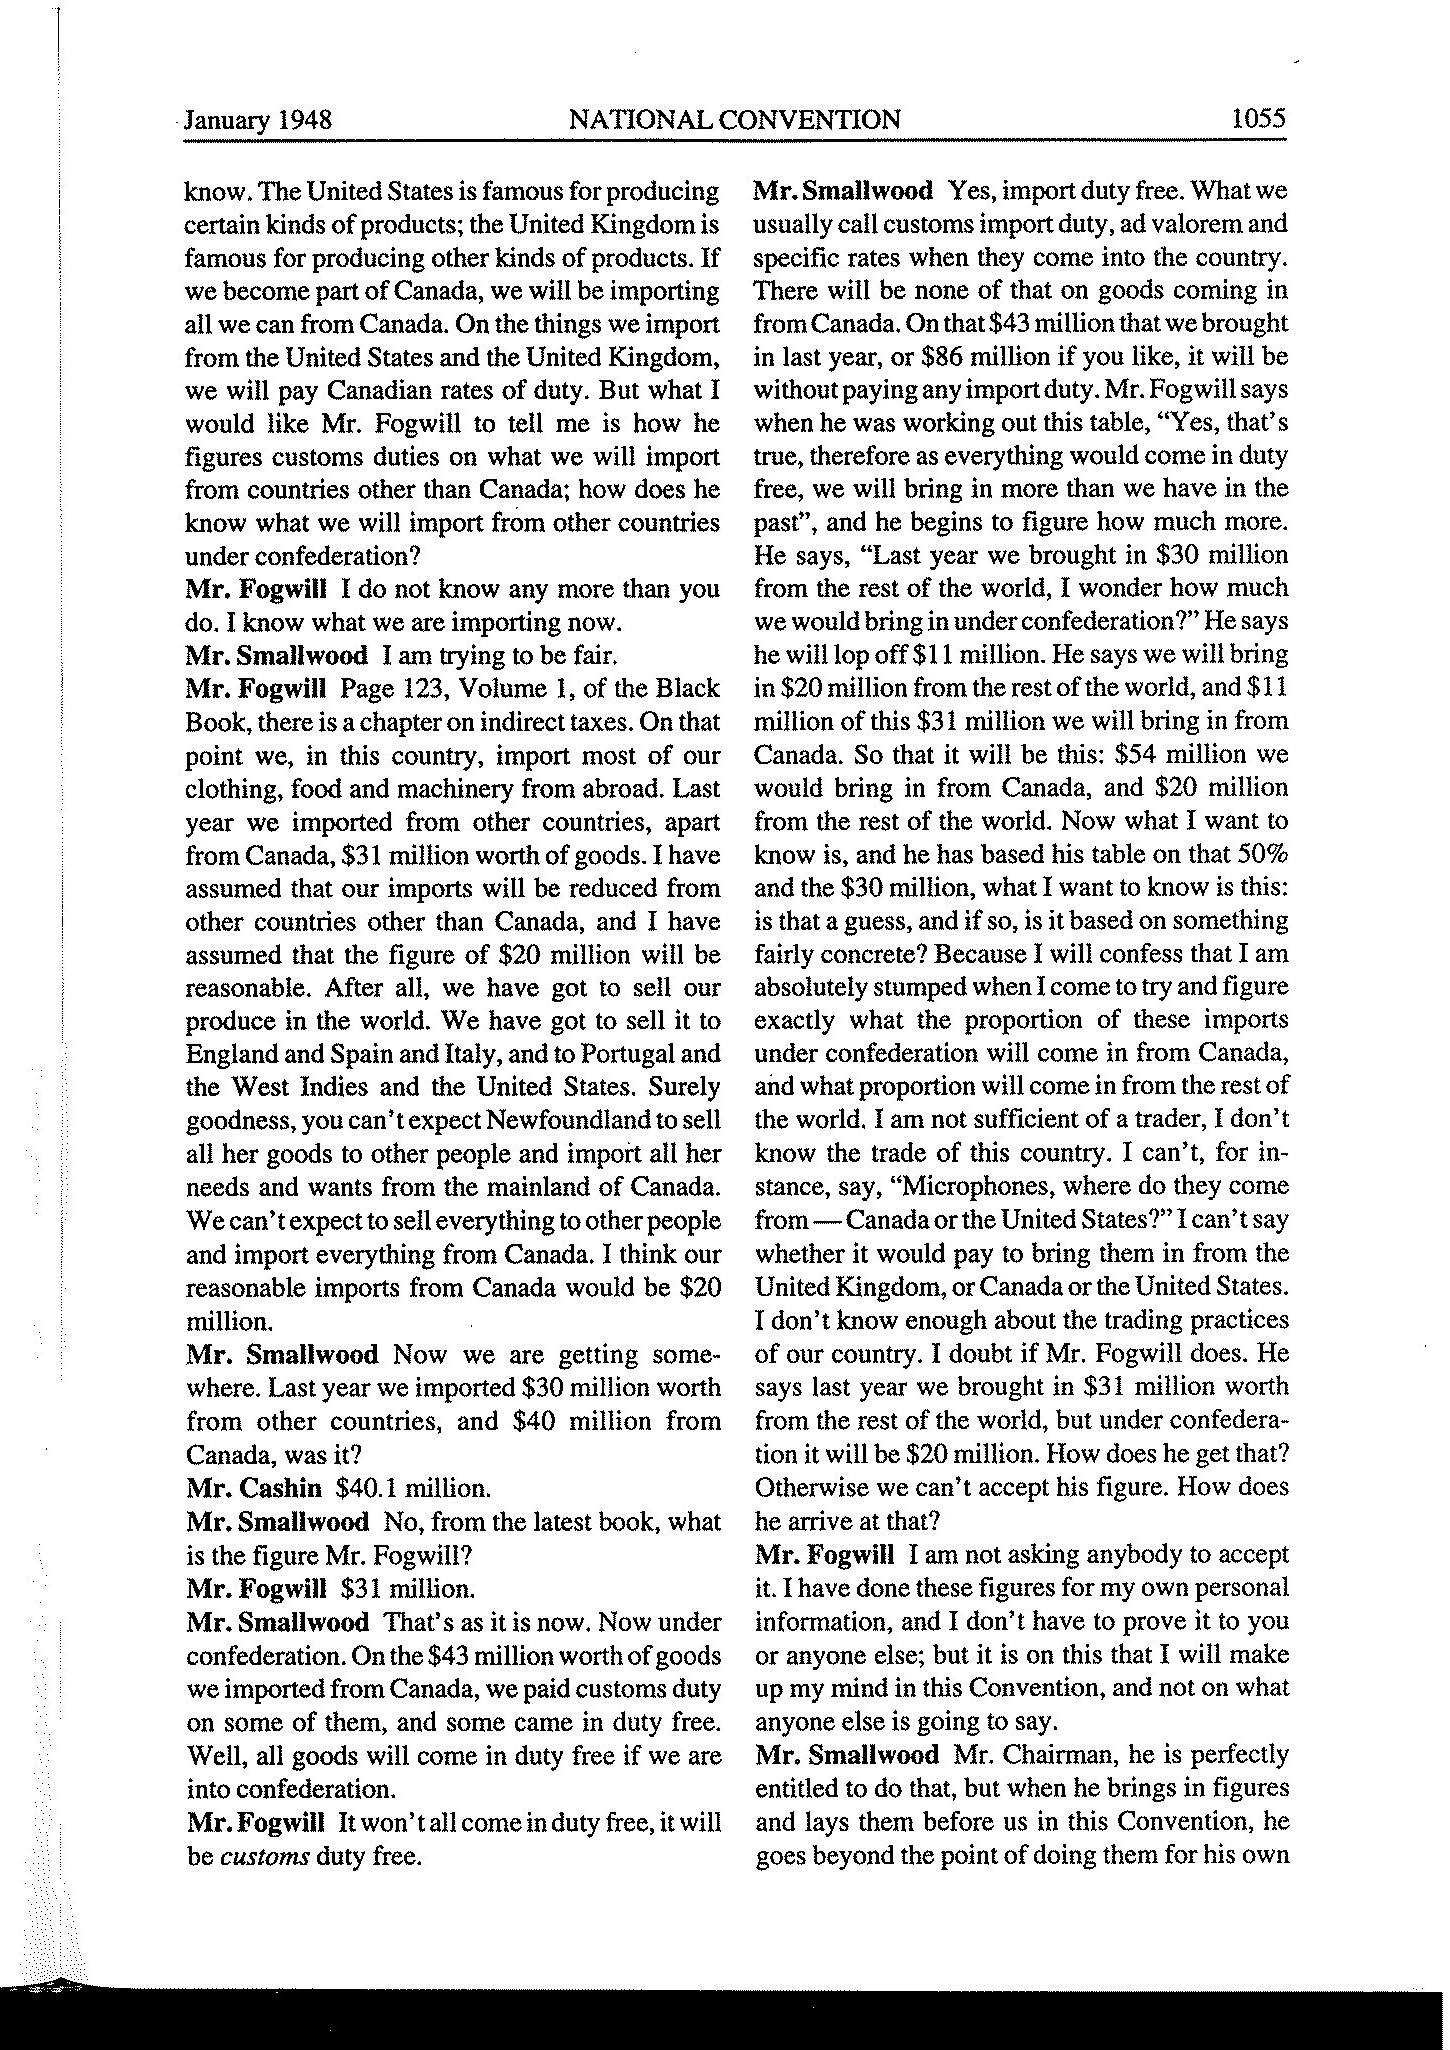 January 1948 NATIONAL CONVENTION 1055
know. The United States is famous for producing
certain kinds of products; the United Kingdom is
famous for producing other kinds of products. If
we become part of Canada, we will be importing
all we can from Canada. On the things we import
from the United States and the United Kingdom,
we will pay Canadian rates of duty. But what I
would like Mr. Fogwill to tell me is how he
figures customs duties on what we will import
from countries other than Canada; how does he
know what we will import from other countries
under confederation?
Mr. Fogwill I do not know any more than you
do. I know what we are importing now.
Mr. Smallwood I am trying to be fair.
Mr. Fogwill Page 123, Volume 1, of the Black
Book, there is a chapter on indirect taxes. On that
point we, in this country, import most of our
clothing, food and machinery from abroad. Last
year we imported from other countries, apart
from Canada, $31 million worth of goods. I have
assumed that our imports will be reduced from
other countries other than Canada, and I have
assumed that the figure of $20 million will be
reasonable. After all, we have got to sell our
produce in the world. We have got to sell it to
England and Spain and Italy, and to Portugal and
the West Indies and the United States. Surely
goodness, you can't expect Newfoundland to sell
all her goods to other people and import all her
needs and wants from the mainland of Canada.
We can't expect to sell everything to other people
and import everything from Canada. I think our
reasonable imports from Canada would be $20
million.
Mr. Smallwood Now we are getting some-
where. Last year we imported $30 million worth
from other countries, and $40 million from
Canada, was it?
Mr. Cashin $40.1 million.
Mr. Smallwood No, from the latest book, what
is the figure Mr. Fogwill?
Mr. Fogwill $31 million.
Mr. Smallwood That's as it is now. Now under
confederation. On the $43 million worth of goods
we imported from Canada, we paid customs duty
on some of them, and some came in duty free.
Well, all goods will come in duty free if we are
into confederation.
Mr. Fogwill It won't all come in duty free, it will
be customs duty free.
Mr. Smallwood Yes, import duty free. What we
usually call customs import duty, ad valorem and
specific rates when they come into the country.
There will be none of that on goods coming in
from Canada. On that $43 million that we brought
in last year, or $86 million if you like, it will be
without paying any import duty. Mr. Fogwill says
when he was working out this table, “Yes, that's
true, therefore as everything would come in duty
free, we will bring in more than we have in the
past”, and he begins to figure how much more.
He says, “Last year we brought in $30 million
from the rest of the world, I wonder how much
we would bring in under confederation?” He says
he will lop off $11 million. He says we will bring
in $20 million from the rest of the world, and $11
million of this $31 million we will bring in from
Canada. So that it will be this: $54 million we
would bring in from Canada, and $20 million
from the rest of the world. Now what I want to
know is, and he has based his table on that 50%
and the $30 million, what I want to know is this:
is that a guess, and if so, is it based on something
fairly concrete? Because I will confess that I am
absolutely stumped when I come to try and figure
exactly what the proportion of these imports
under confederation will come in from Canada,
and what proportion will come in from the rest of
the world. I am not sufficient of a trader, I don't
know the trade of this country. I can't, for in-
stance, say, “Microphones, where do they come
from — Canada or the United States?” I can't say
whether it would pay to bring them in from the
United Kingdom, or Canada or the United States.
I don't know enough about the trading practices
of our country. I doubt if Mr. Fogwill does. He
says last year we brought in $31 million worth
from the rest of the world, but under confedera-
tion it will be $20 million. How does he get that?
Otherwise we can't accept his figure. How does
he arrive at that?
Mr. Fogwill I am not asking anybody to accept
it. I have done these figures for my own personal
information, and I don't have to prove it to you
or anyone else; but it is on this that I will make
up my mind in this Convention, and not on what
anyone else is going to say.
Mr. Smallwood Mr. Chairman, he is perfectly
entitled to do that, but when he brings in figures
and lays them before us in this Convention, he
goes beyond the point of doing them for his own